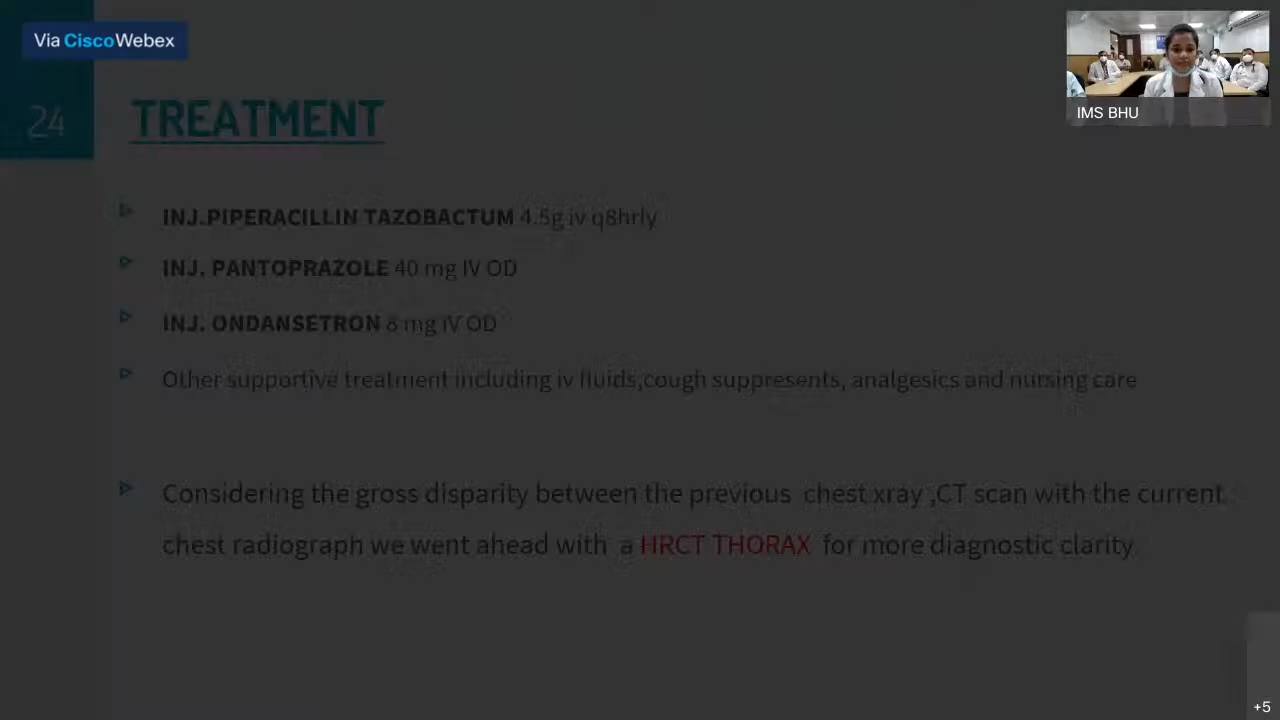 Via Cisco Webex
IMS BHU
24
TREATMENT
INJ.PIPERACILLIN TAZOBACTUM 4.5g iv q8hrly
INJ. PANTOPRAZOLE 40 mg IV OD
INJ. ONDANSETRON 8 mg IV OD
Other supportive treatment including iv fluids,cough suppresents, analgesics and nursing care
Considering the gross disparity between the previous chest xray ,CT scan with the current
chest radiograph we went ahead with a HRCT THORAX for more diagnostic clarity.
+5